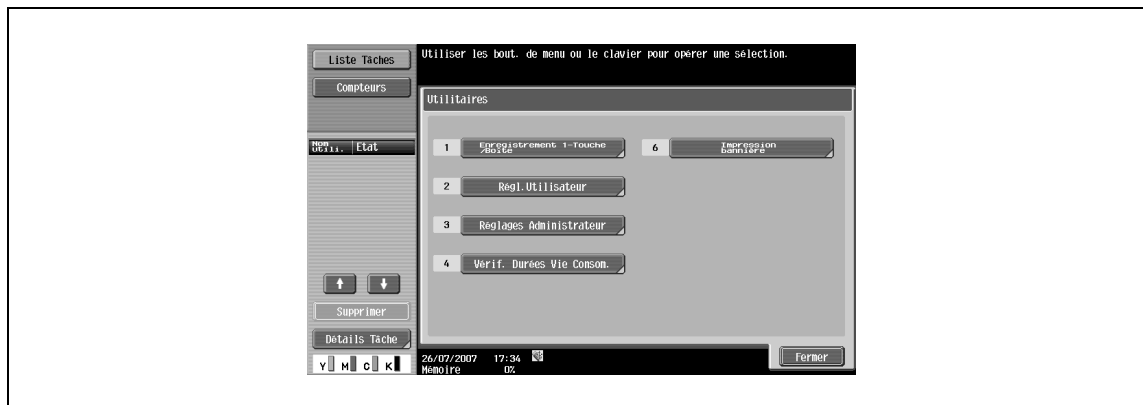 Liste Tâches
Utiliser les bout. de menu ou le clavier pour opérer une sélection.
Compteurs
Utilitaires
Nom
Utili.
Etat
1
Enregistrement 1-Touche
/Boîte
6
Impression
bannière
2
Régl.Utilisateur
3
Réglages Administrateur
4
Vérif. Durées Vie Consom.
Supprimer
Détails Tâche
Y M C K
26/07/2007 17:34
Mémoire 0%
Fermer